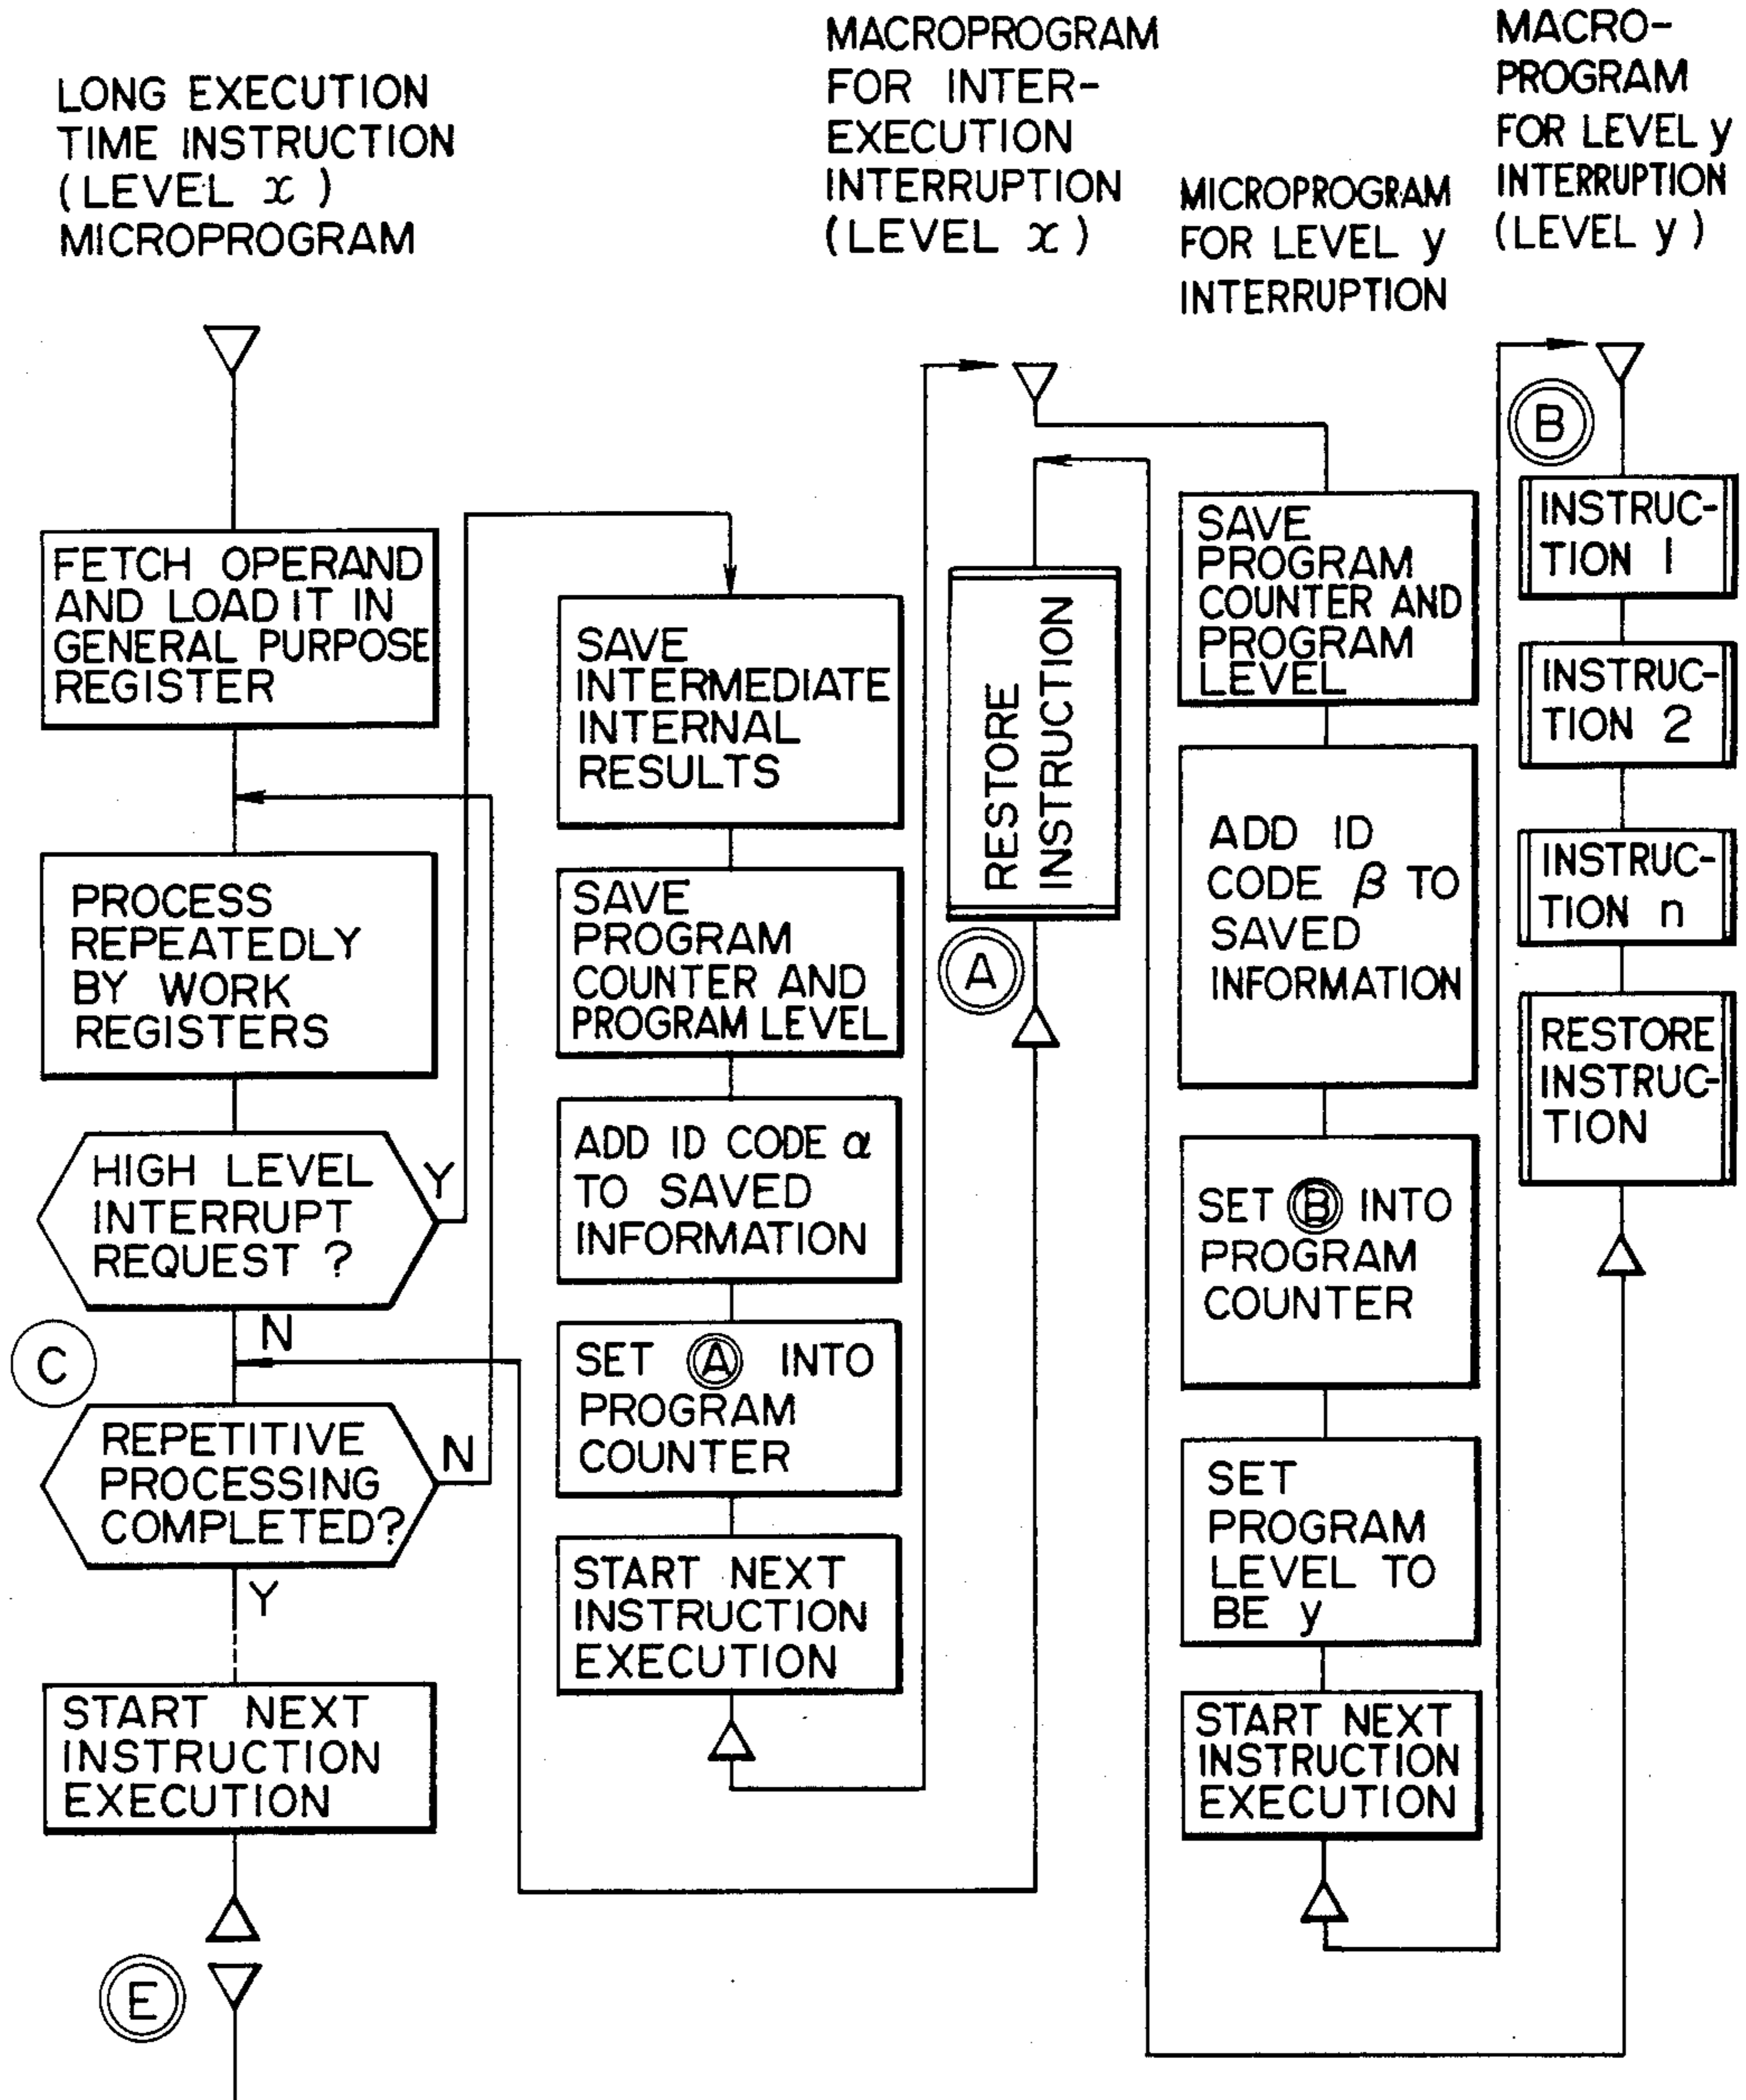 LONG EXECUTION
TIME INSTRUCTION
(LEVEL x)
MICROPROGRAM
MACROPROGRAM
FOR INTER-
EXECUTION
INTERRUPTION
(LEVEL x)
MICROPROGRAM
FOR LEVEL y
INTERRUPTION
MACRO-
PROGRAM
FOR LEVEL y
INTERRUPTION
(LEVEL y)
FETCH OPERAND
AND LOAD IT IN
GENERAL PURPOSE
REGISTER
PROCESS
REPEATEDLY
BY WORK
REGISTERS
HIGH LEVEL
INTERRUPT
REQUEST ?
Y
N
C
REPETITIVE
PROCESSING
COMPLETED?
N
Y
START NEXT
INSTRUCTION
EXECUTION
E
SAVE
INTERMEDIATE
INTERNAL
RESULTS
SAVE
PROGRAM
COUNTER AND
PROGRAM LEVEL
ADD ID CODE α
TO SAVED
INFORMATION
SET A INTO
PROGRAM
COUNTER
START NEXT
INSTRUCTION
EXECUTION
RESTORE
INSTRUCTION
A
SAVE
PROGRAM
COUNTER AND
PROGRAM
LEVEL
ADD ID
CODE β TO
SAVED
INFORMATION
SET B INTO
PROGRAM
COUNTER
SET
PROGRAM
LEVEL TO
BE y
START NEXT
INSTRUCTION
EXECUTION
B
INSTRUC-
TION 1
INSTRUC-
TION 2
INSTRUC-
TION n
RESTORE
INSTRUC-
TION